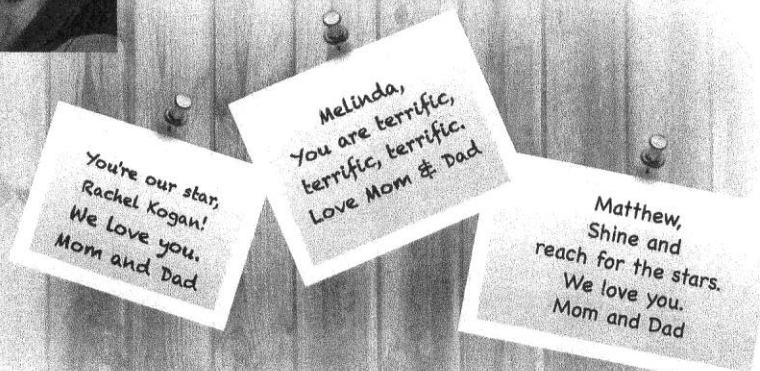 You're our star,
Rachel Kogan!
We love you.
Mom and Dad
Melinda,
You are terrific,
terrific, terrific.
Love Mom & Dad
Matthew,
Shine and
reach for the stars.
We love you.
Mom and Dad